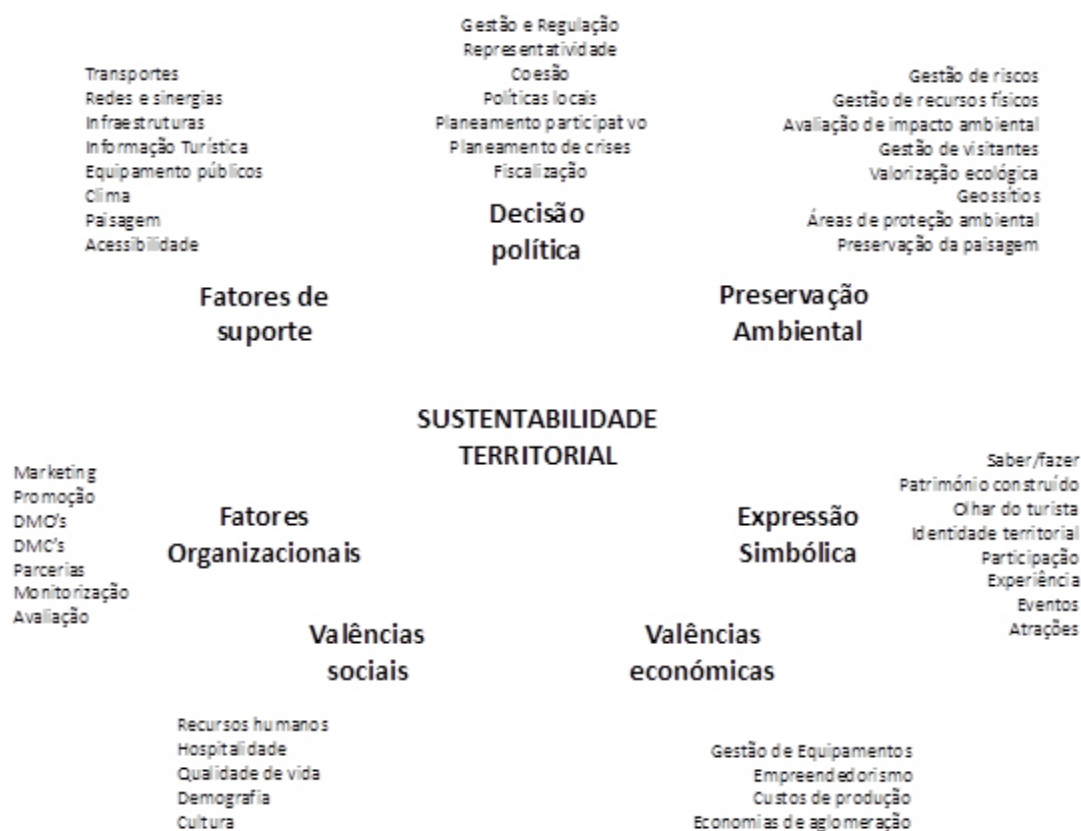 Gestão e Regulação
Representatividade
Coesão
Políticas locais
Planeamento participat vo
Planeamento de crises
Fiscalização
Decisão
política
Transportes
Redes e sinergias
Infraestruturas
Informação Turística
Equipamento públicos
Clima
Paisagem
Acessibilidade
Fatores de
suporte
Gestão de riscos
Gestão de recursos físicos
Avaliação de impacto ambiental
Gestão de visitantes
Valorização ecológica
Geossítios
Áreas de proteção ambiental
Preservação da paisagem
Preservação
Ambiental
SUSTENTABILIDADE
TERRITORIAL
Marketing
Promoção
DMO's
DMC's
Parcerias
Monitorização
Avaliação
Fatores
Organizacionais
Saber/fazer
Património construído
Olhar do turista
Identidade territorial
Participação
Experiência
Eventos
Atrações
Expressão
Simbólica
Valências
sociais
Recursos humanos
Hospitalidade
Qualidade de vida
Demografia
Cultura
Valências
económicas
Gestão de Equipamentos
Empreendedorismo
Custos de produção
Economias de aglomeração